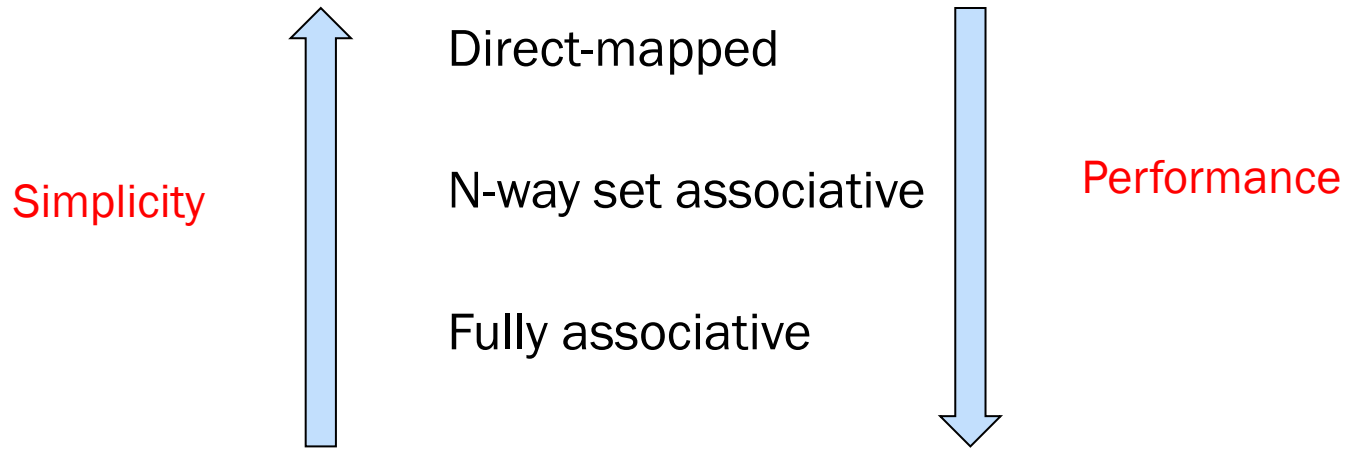 Direct-mapped
Simplicity
N-way set associative
Performance
Fully associative